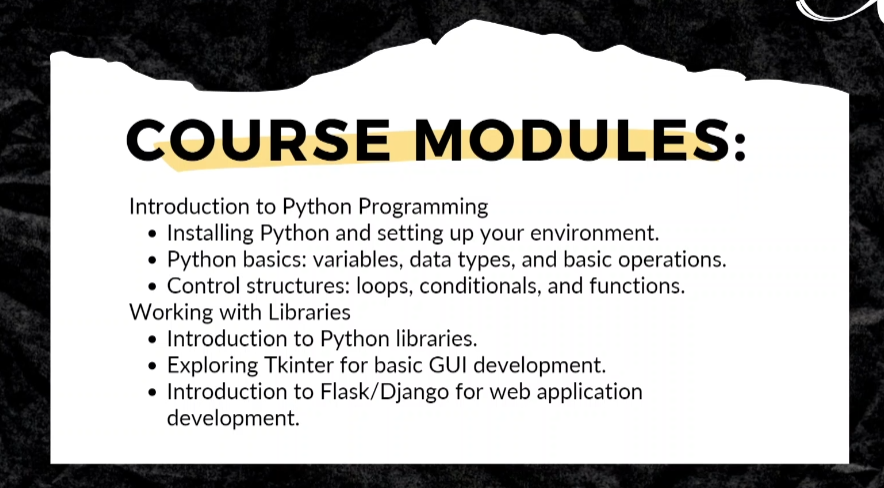 COURSE MODULES:
Introduction to Python Programming
• Installing Python and setting up your environment.
• Python basics: variables, data types, and basic operations.
• Control structures: loops, conditionals, and functions.
Working with Libraries
• Introduction to Python libraries.
• Exploring Tkinter for basic GUI development.
• Introduction to Flask/Django for web application
development.